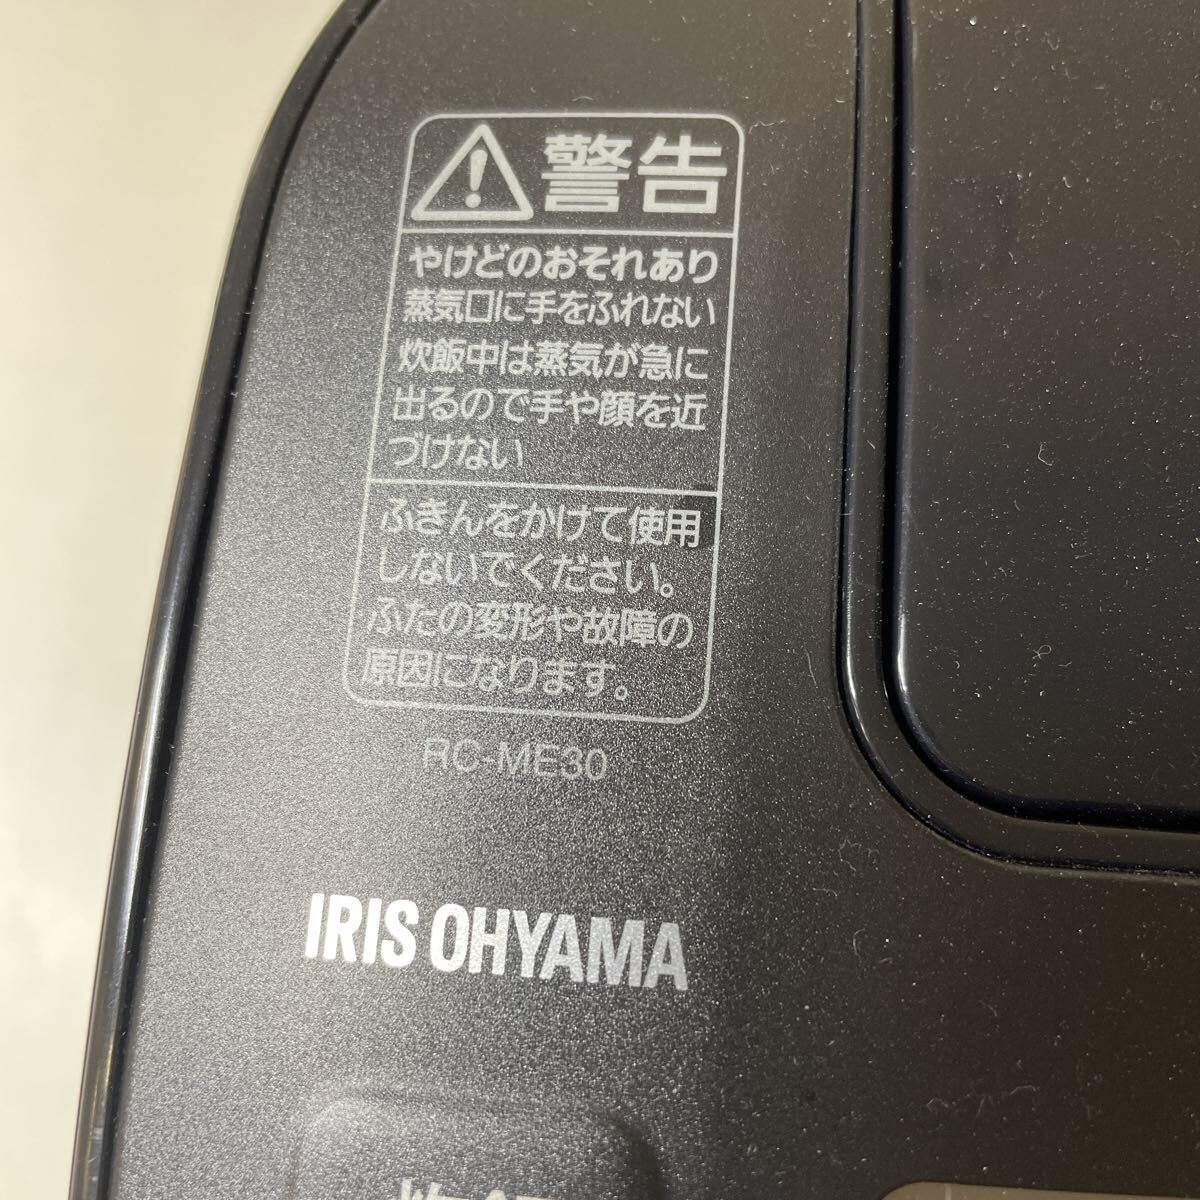 警告
やけどのおそれあり
蒸気口に手をふれない
炊飯中は蒸気が急に
出るので手や顔を近
づけない
ふきんをかけて使用
しないでください。
ふたの変形や故障の
原因になります。
RC-ME30
IRIS OHYAMA